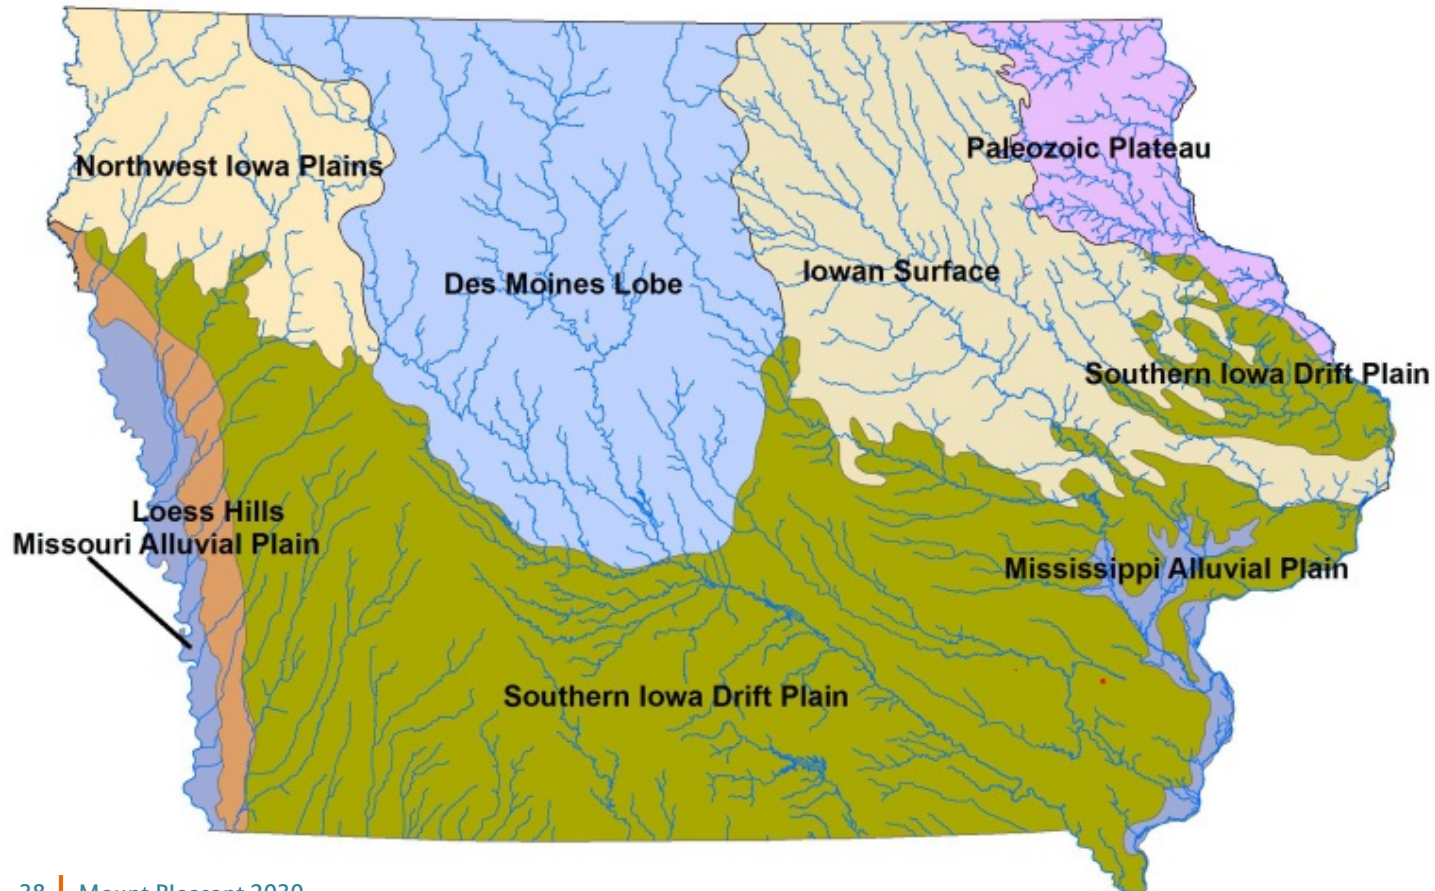 Paleozoic Plateau
Northwest Iowa Plains
Iowan Surface
Des Moines Lobe
Southern Iowa Drift Plain
Loess Hills
Missouri Alluvial Plain
Mississippi Alluvial Plain
Southern Iowa Drift Plain
38 Mount Pleasant 2030